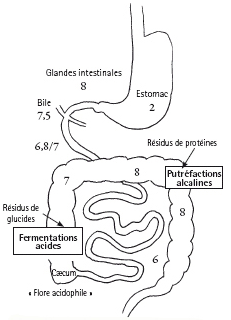 Glandes intestinales
8
Estomac
2
Bile
7,5
6,8/7
Résidus de protéines
Putréfactions
alcalines
7
8
8
Résidus de
glucides
Fermentations
acides
6
Cæcum
« Flore acidophile »